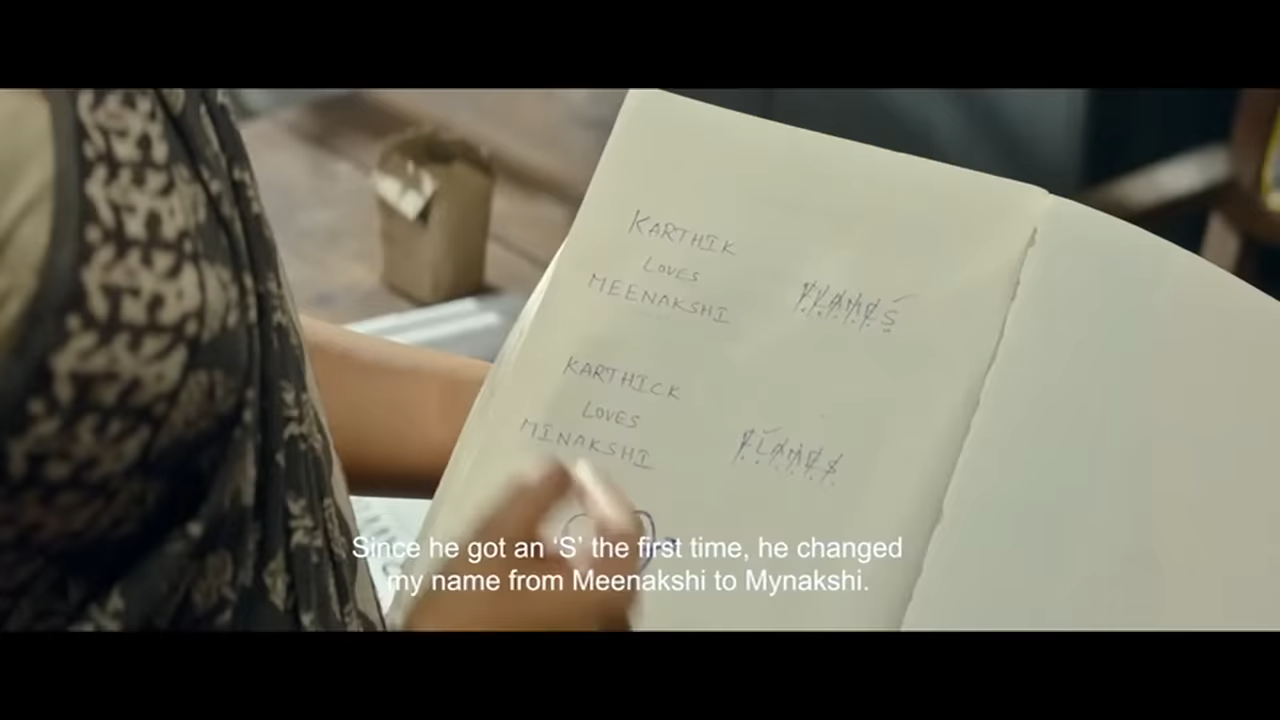 KARTHIK
LOVES
MEENAKSHI
FLAMES
KARTHICK
LOVES
MINAKSHI
FLAMES
Since he got an ‘S’ the first time, he changed
my name from Meenakshi to Mynakshi.